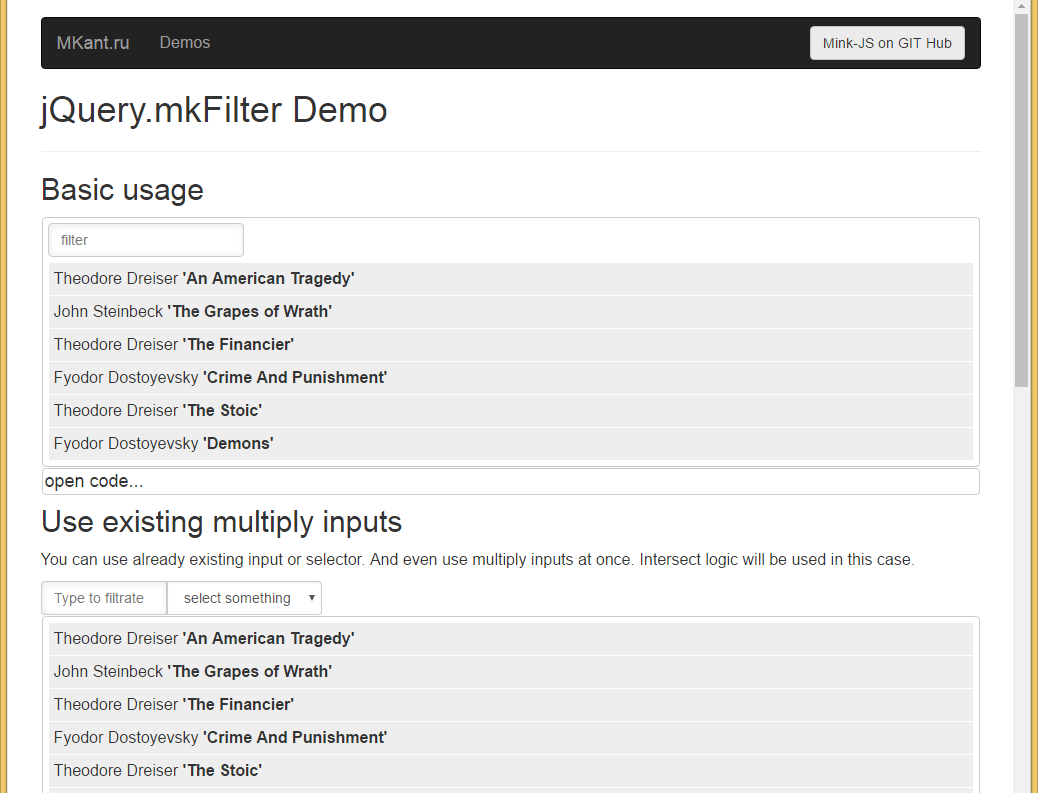 MKant.ru Demos Mink-JS on GIT Hub
jQuery.mkFilter Demo
Basic usage
filter
Theodore Dreiser 'An American Tragedy'
John Steinbeck 'The Grapes of Wrath'
Theodore Dreiser 'The Financier'
Fyodor Dostoyevsky 'Crime And Punishment'
Theodore Dreiser 'The Stoic'
Fyodor Dostoyevsky 'Demons'
open code...
Use existing multiply inputs
You can use already existing input or selector. And even use multiply inputs at once. Intersect logic will be used in this case.
Type to filtrate select something
Theodore Dreiser 'An American Tragedy'
John Steinbeck 'The Grapes of Wrath'
Theodore Dreiser 'The Financier'
Fyodor Dostoyevsky 'Crime And Punishment'
Theodore Dreiser 'The Stoic'